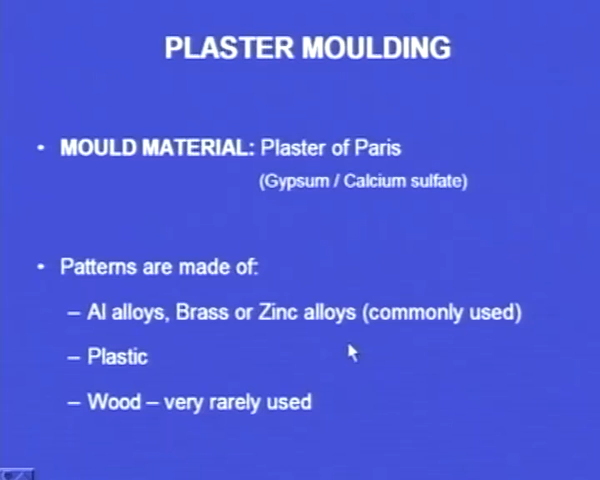 PLASTER MOULDING
• MOULD MATERIAL: Plaster of Paris
(Gypsum / Calcium sulfate)
• Patterns are made of:
– Al alloys, Brass or Zinc alloys (commonly used)
– Plastic
– Wood – very rarely used